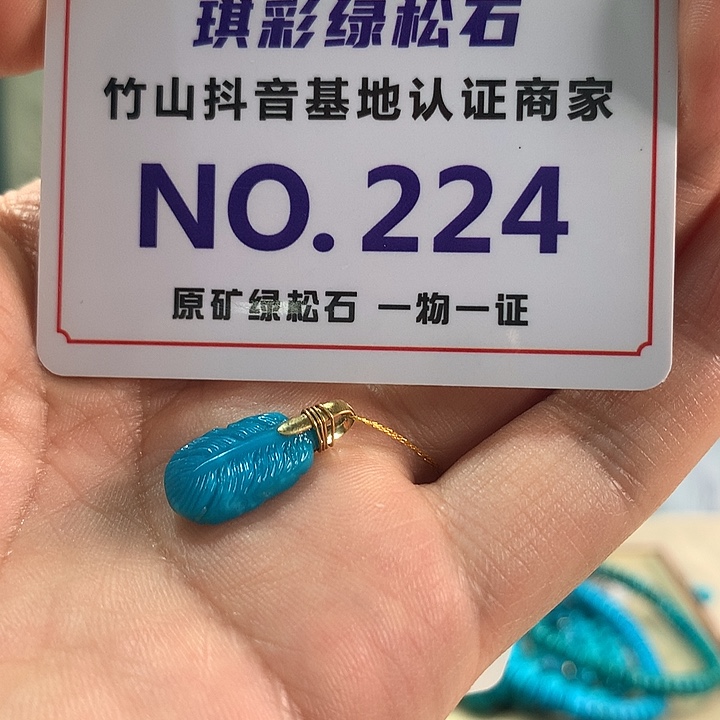 琪彩绿松石
竹山抖音基地认证商家
NO. 224
原矿绿松石 一物一证